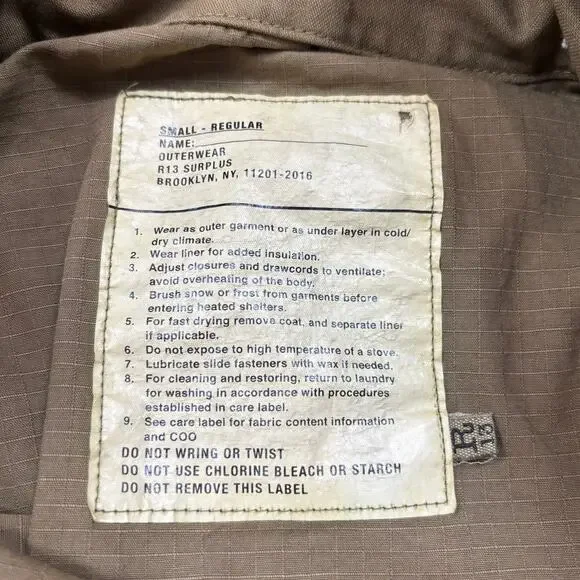 SMALL - REGULAR
NAME:
OUTERWEAR
R13 SURPLUS
BROOKLYN, NY, 11201-2016
1. Wear as outer garment or as under layer in cold/
dry climate.
2. Wear liner for added insulation.
3. Adjust closures and drawcords to ventilate;
avoid overheating of the body.
4. Brush snow or frost from garments before
entering heated shelters.
5. For fast drying remove coat, and separate liner
if applicable.
6. Do not expose to high temperature of a stove.
7. Lubricate slide fasteners with wax if needed.
8. For cleaning and restoring, return to laundry
for washing in accordance with procedures
established in care label.
9. See care label for fabric content information
and COO
DO NOT WRING OR TWIST
DO NOT USE CHLORINE BLEACH OR STARCH
DO NOT REMOVE THIS LABEL
R
13